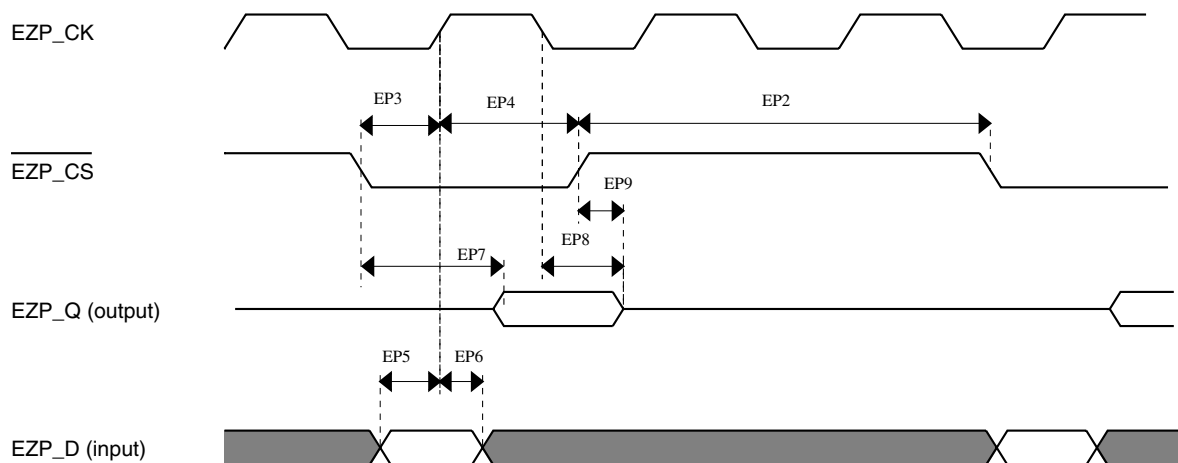 EZP_CK
EP3
EP4
EP2
EZP_CS
EP9
EP8
EP7
EZP_Q (output)
EP5
EP6
EZP_D (input)